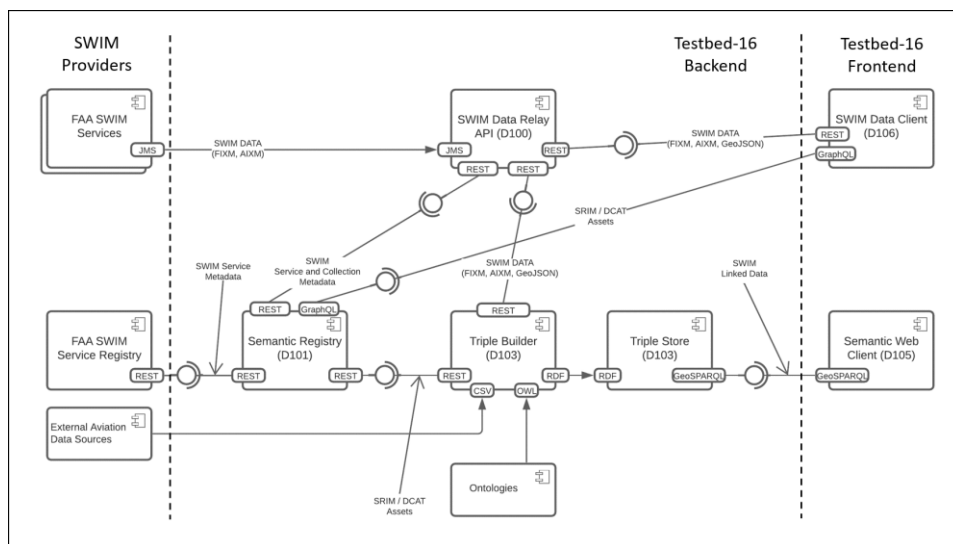 SWIM
Providers
Testbed-16
Backend
Testbed-16
Frontend
FAA SWIM
Services
JMS
SWIM DATA
(FIXM, AIXM)
SWIM Data Relay
API (D100)
JMS
REST
REST
REST
SWIM DATA
(FIXM, AIXM, GeoJSON)
SWIM Data Client
(D106)
REST
GraphQL
SRIM / DCAT
Assets
SWIM Service
Metadata
SWIM
Service and Collection
Metadata
SWIM DATA
(FIXM, AIXM, GeoJSON)
SWIM
Linked Data
FAA SWIM
Service Registry
REST
REST
GraphQL
Semantic Registry
(D101)
REST
REST
REST
Triple Builder
(D103)
REST
RDF
CSV
OWL
Triple Store
(D103)
RDF
GeoSPARQL
Semantic Web
Client (D105)
GeoSPARQL
External Aviation
Data Sources
SRIM / DCAT
Assets
Ontologies